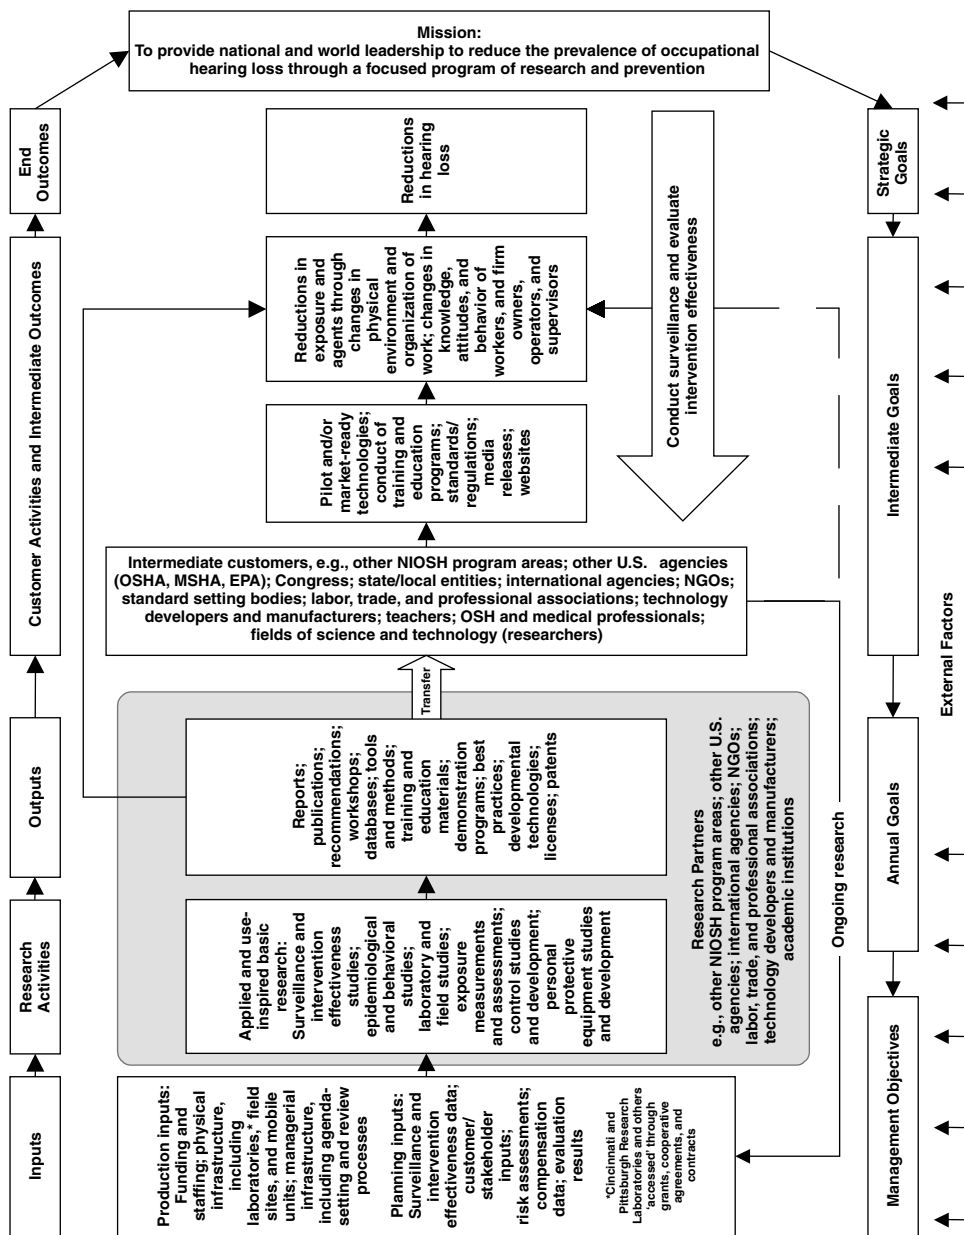 Mission:
To provide national and world leadership to reduce the prevalence of occupational
hearing loss through a focused program of research and prevention
Inputs
Research
Activities
Outputs
Customer Activities and Intermediate Outcomes
End
Outcomes
Production inputs:
Funding and
staffing; physical
infrastructure,
including
laboratories,* field
sites, and mobile
units; managerial
infrastructure,
including agenda-
setting and review
processes
Planning inputs:
Surveillance and
intervention
effectiveness data;
customer/
stakeholder
inputs;
risk assessments;
compensation
data; evaluation
results
*Cincinnati and
Pittsburgh Research
Laboratories and others
‘accessed’ through
grants, cooperative
agreements, and
contracts
Applied and use-
inspired basic
research:
Surveillance and
intervention
effectiveness
studies;
epidemiological
and behavioral
studies;
laboratory and
field studies;
exposure
measurements
and assessments;
control studies
and development;
personal
protective
equipment studies
and development
Reports;
publications;
recommendations;
workshops;
databases; tools
and methods;
training and
education
materials;
demonstration
programs; best
practices;
developmental
technologies;
licenses; patents
Research Partners
e.g., other NIOSH program areas; other U.S.
agencies; international agencies; NGOs;
labor, trade, and professional associations;
technology developers and manufacturers;
academic institutions
Transfer
Intermediate customers, e.g., other NIOSH program areas; other U.S. agencies
(OSHA, MSHA, EPA); Congress; state/local entities; international agencies; NGOs;
standard setting bodies; labor, trade, and professional associations; technology
developers and manufacturers; teachers; OSH and medical professionals;
fields of science and technology (researchers)
Pilot and/or
market-ready
technologies;
conduct of
training and
education
programs;
standards/
regulations;
media
releases;
websites
Reductions in
exposure and
agents through
changes in
physical
environment and
organization of
work; changes in
knowledge,
attitudes, and
behavior of
workers, and firm
owners,
operators, and
supervisors
Reductions
in hearing
loss
Conduct surveillance and evaluate
intervention effectiveness
Ongoing research
Management Objectives
Annual Goals
Intermediate Goals
Strategic
Goals
External Factors